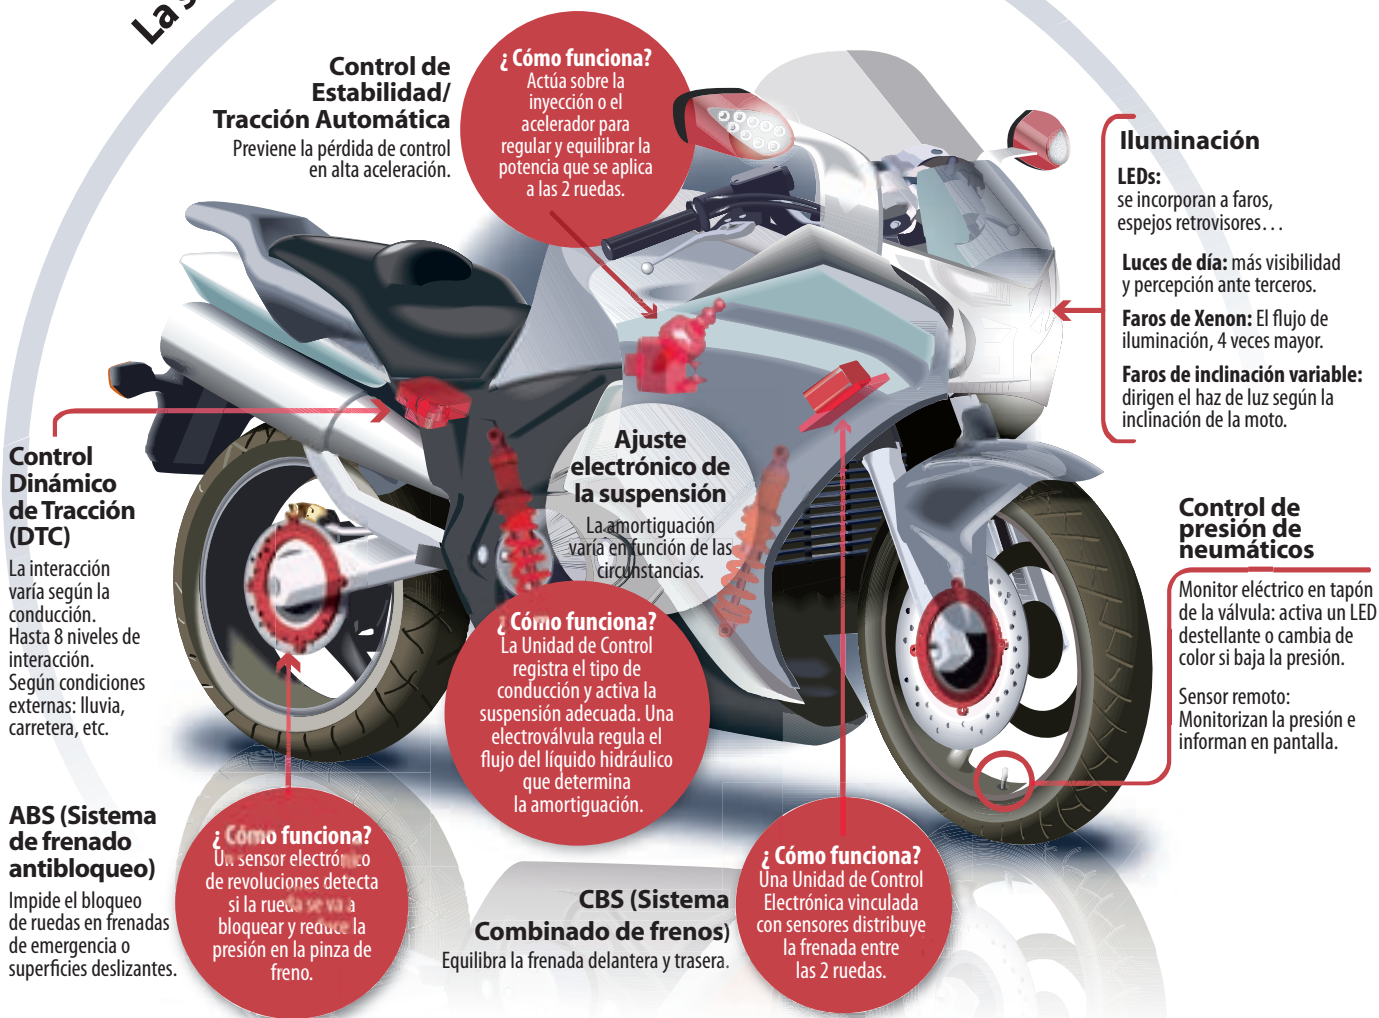 La
Control de
Estabilidad/
Tracción Automática
Previene la pérdida de control
en alta aceleración.
¿ Cómo funciona?
Actúa sobre la
inyección o el
acelerador para
regular y equilibrar la
potencia que se aplica
a las 2 ruedas.
Iluminación
LEDs:
se incorporan a faros,
espejos retrovisores…
Luces de día: más visibilidad
y percepción ante terceros.
Faros de Xenon: El flujo de
iluminación, 4 veces mayor.
Faros de inclinación variable:
dirigen el haz de luz según la
inclinación de la moto.
Control
Dinámico
de Tracción
(DTC)
La interacción
varía según la
conducción.
Hasta 8 niveles de
interacción.
Según condiciones
externas: lluvia,
carretera, etc.
Ajuste
electrónico de
la suspensión
La amortiguación
varía en función de las
circunstancias.
¿ Cómo funciona?
La Unidad de Control
registra el tipo de
conducción y activa la
suspensión adecuada. Una
electroválvula regula el
flujo del líquido hidráulico
que determina
la amortiguación.
Control de
presión de
neumáticos
Monitor eléctrico en tapón
de la válvula: activa un LED
destellante o cambia de
color si baja la presión.
Sensor remoto:
Monitorizan la presión e
informan en pantalla.
ABS (Sistema
de frenado
antibloqueo)
Impide el bloqueo
de ruedas en frenadas
de emergencia o
superficies deslizantes.
¿ Cómo funciona?
Un sensor electrónico
de revoluciones detecta
si la rueda se va a
bloquear y reduce la
presión en la pinza de
freno.
CBS (Sistema
Combinado de frenos)
Equilibra la frenada delantera y trasera.
¿ Cómo funciona?
Una Unidad de Control
Electrónica vinculada
con sensores distribuye
la frenada entre
las 2 ruedas.